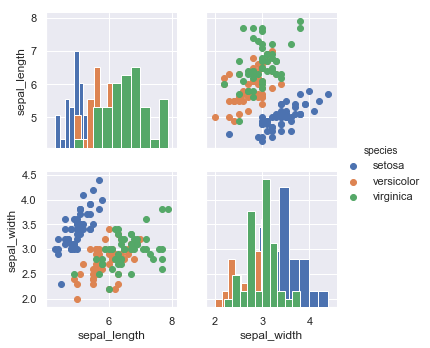 8
7
6
5
sepal_length
4.5
4.0
3.5
3.0
2.5
2.0
sepal_width
6
8
sepal_length
2
3
4
sepal_width
species
setosa
versicolor
virginica